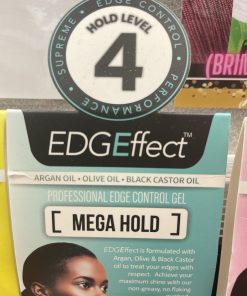 SUPREME • EDGE CONTROL • PERFORMANCE •
HOLD LEVEL
4
(BRIN
EDGEffect™
ARGAN OIL • OLIVE OIL • BLACK CASTOR OIL
PROFESSIONAL EDGE CONTROL GEL
[ MEGA HOLD ]
EDGEffect is formulated with
Argan, Olive & Black Castor
oil to treat your edges with
respect. Achieve your
maximum shine with our
non-greasy, no flaking